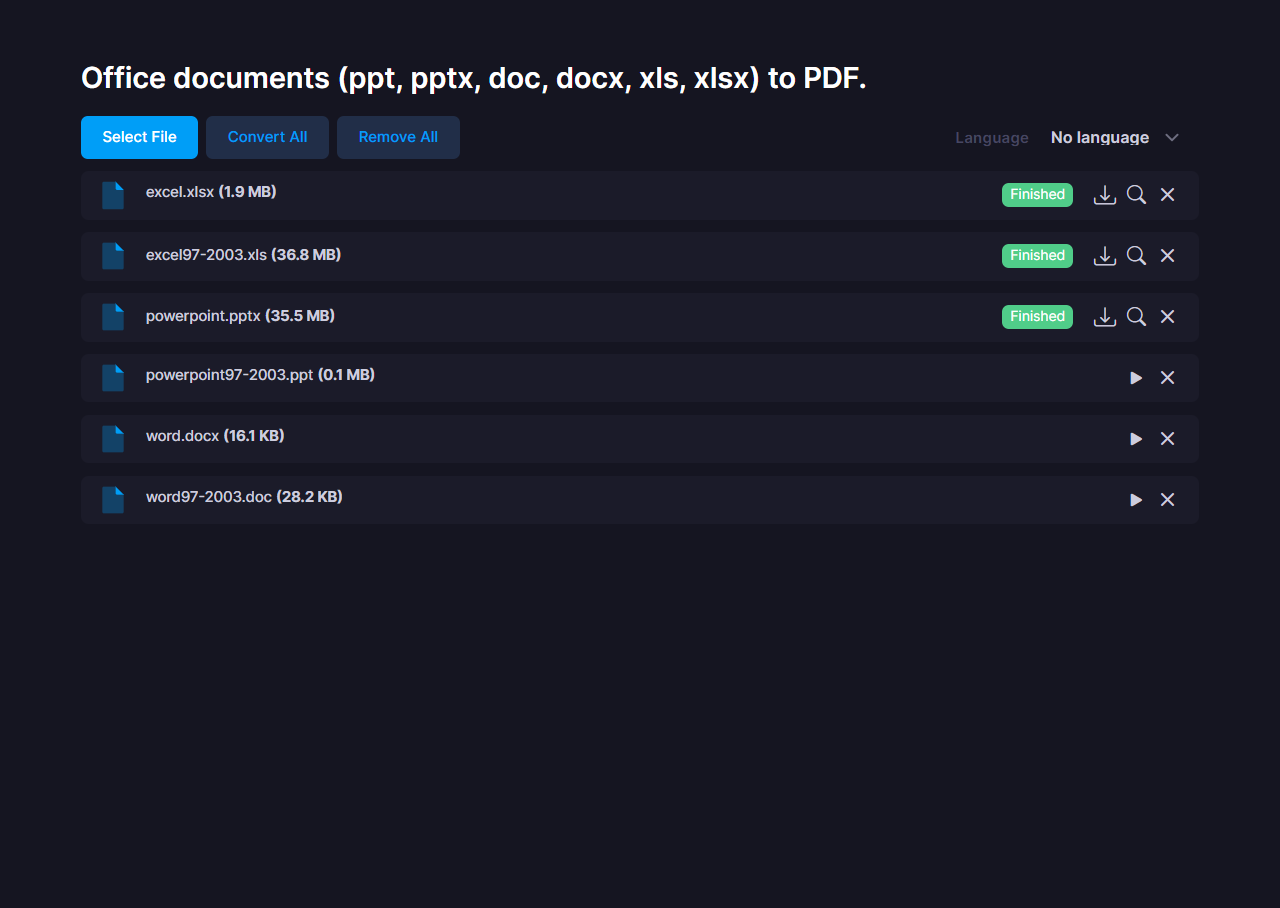 Office documents (ppt, pptx, doc, docx, xls, xlsx) to PDF.
Select File Convert All Remove All Language No language
excel.xlsx (1.9 MB) Finished
excel97-2003.xls (36.8 MB) Finished
powerpoint.pptx (35.5 MB) Finished
powerpoint97-2003.ppt (0.1 MB)
word.docx (16.1 KB)
word97-2003.doc (28.2 KB)